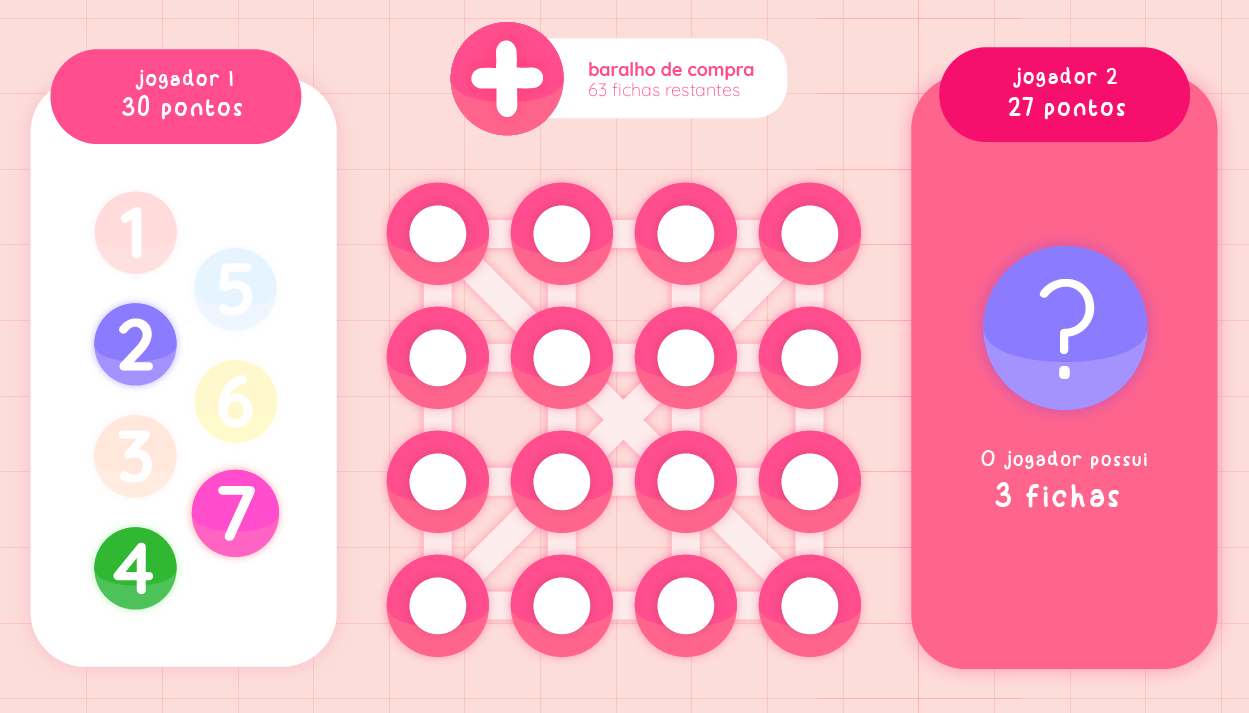 jogador 1
30 pontos
1
5
2
6
3
7
4
baralho de compra
63 fichas restantes
jogador 2
27 pontos
?
O jogador possui
3 fichas